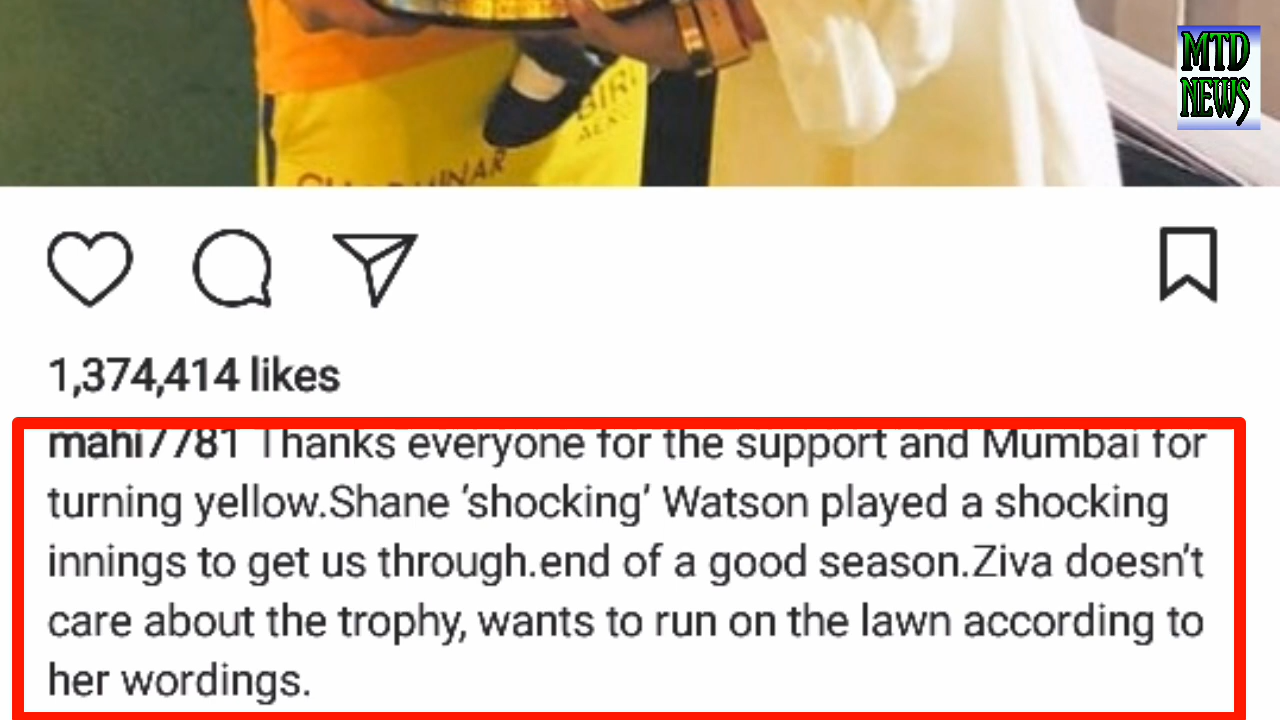 MTD
NEWS
BIRL
1,374,414 likes
mahi7781 Thanks everyone for the support and Mumbai for
turning yellow.Shane ‘shocking’ Watson played a shocking
innings to get us through.end of a good season.Ziva doesn’t
care about the trophy, wants to run on the lawn according to
her wordings.